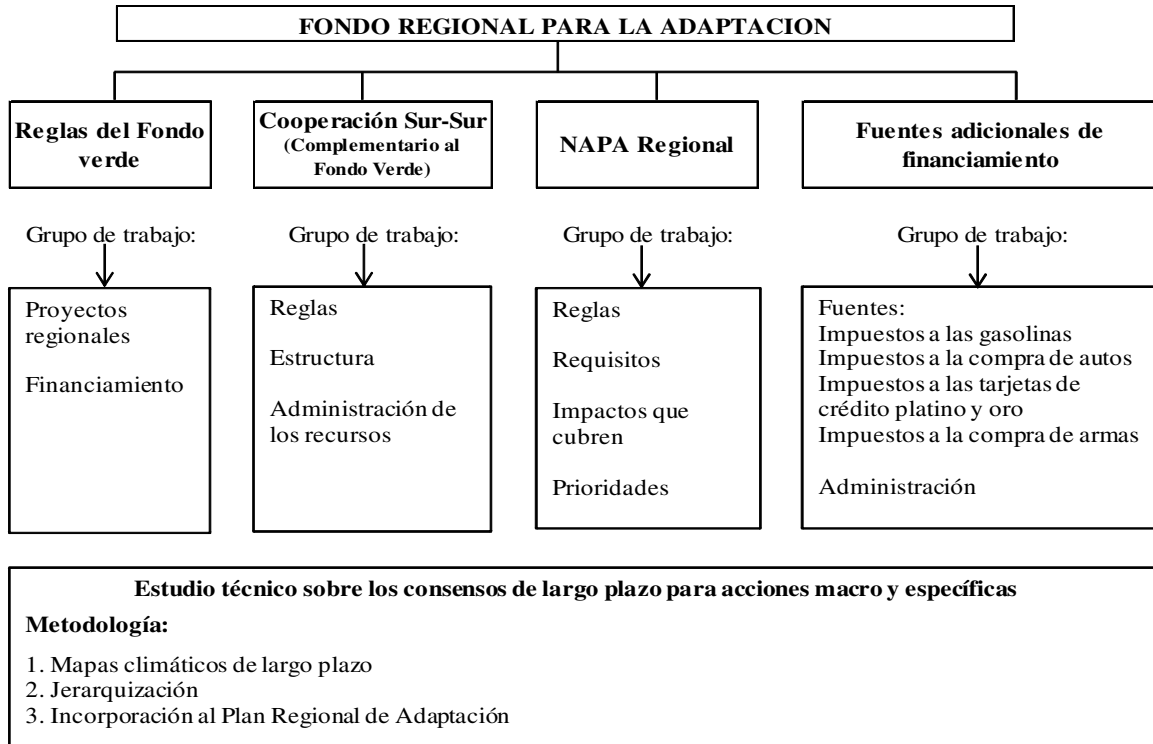 FONDO REGIONAL PARA LA ADAPTACION
Reglas del Fondo
verde
Cooperación Sur-Sur
(Complementario al
Fondo Verde)
NAPA Regional
Fuentes adicionales de
financiamiento
Grupo de trabajo:
Grupo de trabajo:
Grupo de trabajo:
Grupo de trabajo:
Proyectos
regionales
Financiamiento
Reglas
Estructura
Administración de
los recursos
Reglas
Requisitos
Impactos que
cubren
Prioridades
Fuentes:
Impuestos a las gasolinas
Impuestos a la compra de autos
Impuestos a las tarjetas de
crédito platino y oro
Impuestos a la compra de armas
Administración
Estudio técnico sobre los consensos de largo plazo para acciones macro y específicas
Metodología:
1. Mapas climáticos de largo plazo
2. Jerarquización
3. Incorporación al Plan Regional de Adaptación